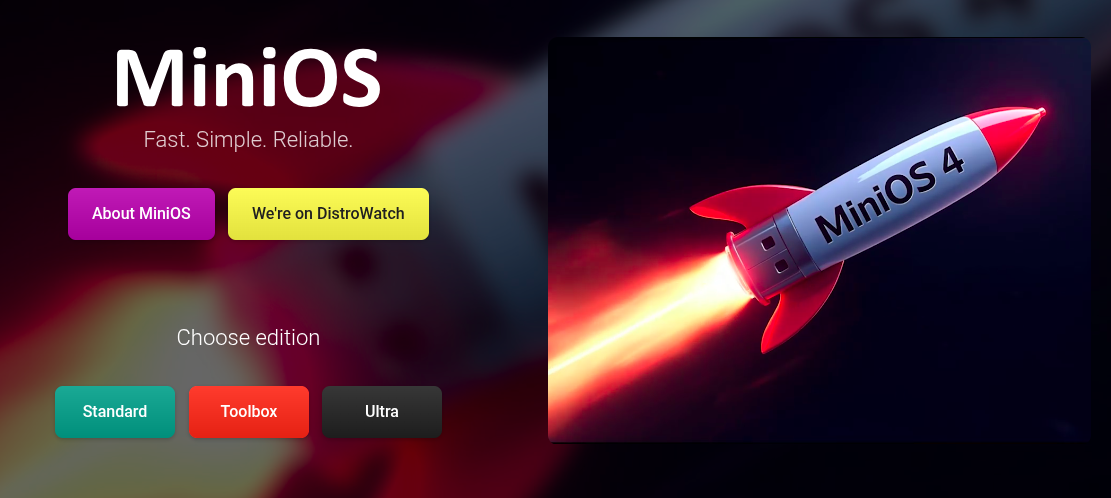 MiniOS
Fast. Simple. Reliable.
About MiniOS
We're on DistroWatch
Choose edition
Standard
Toolbox
Ultra
MiniOS 4